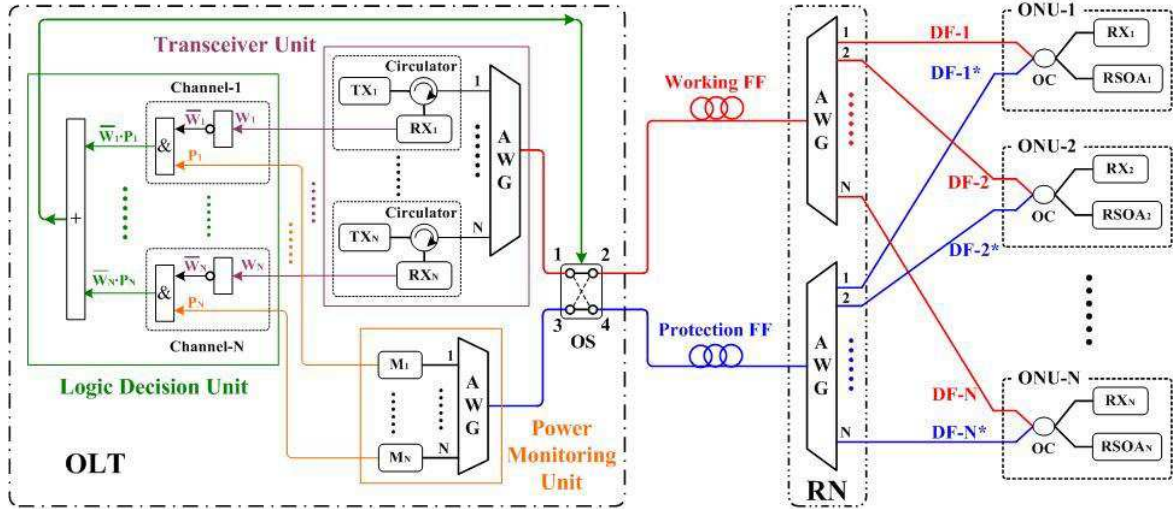 Transceiver Unit
Circulator
TX₁
RX₁
1
Circulator
TXN
RXN
N
AWG
Channel-1
W̅₁
W₁
&
P₁
W̅₁·P₁
+
W̅N
WN
&
PN
W̅N·PN
Channel-N
Logic Decision Unit
M₁
1
MN
N
AWG
Power
Monitoring
Unit
OLT
1
2
3
4
OS
Working FF
Protection FF
AWG
1
2
N
AWG
1
2
N
RN
DF-1
DF-1*
DF-2
DF-2*
DF-N
DF-N*
ONU-1
RX₁
OC
RSOA₁
ONU-2
RX₂
OC
RSOA₂
ONU-N
RXN
OC
RSOAN